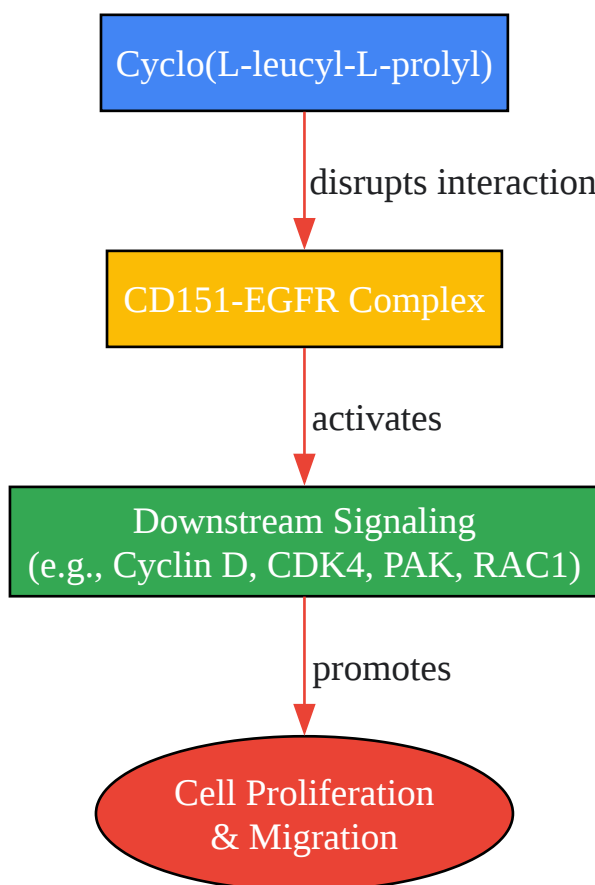 Cyclo(L-leucyl-L-prolyl)
disrupts interaction
CD151-EGFR Complex
activates
Downstream Signaling
(e.g., Cyclin D, CDK4, PAK, RAC1)
promotes
Cell Proliferation
& Migration